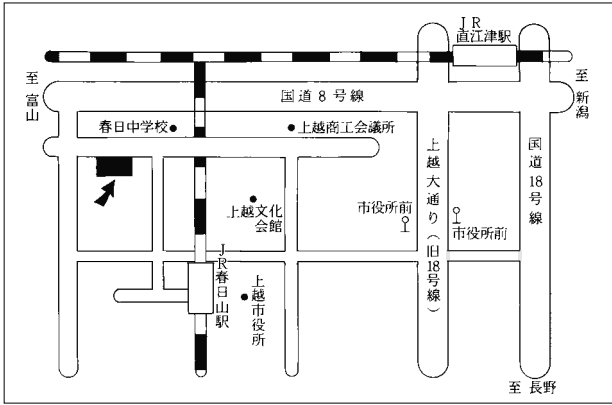 JR
直江津駅
至 富山
至 新潟
国道8号線
春日中学校
上越商工会議所
上越文化
会館
市役所前
市役所前
上越大通り(旧18号線)
国道18号線
JR春日山駅
上越市役所
至 長野